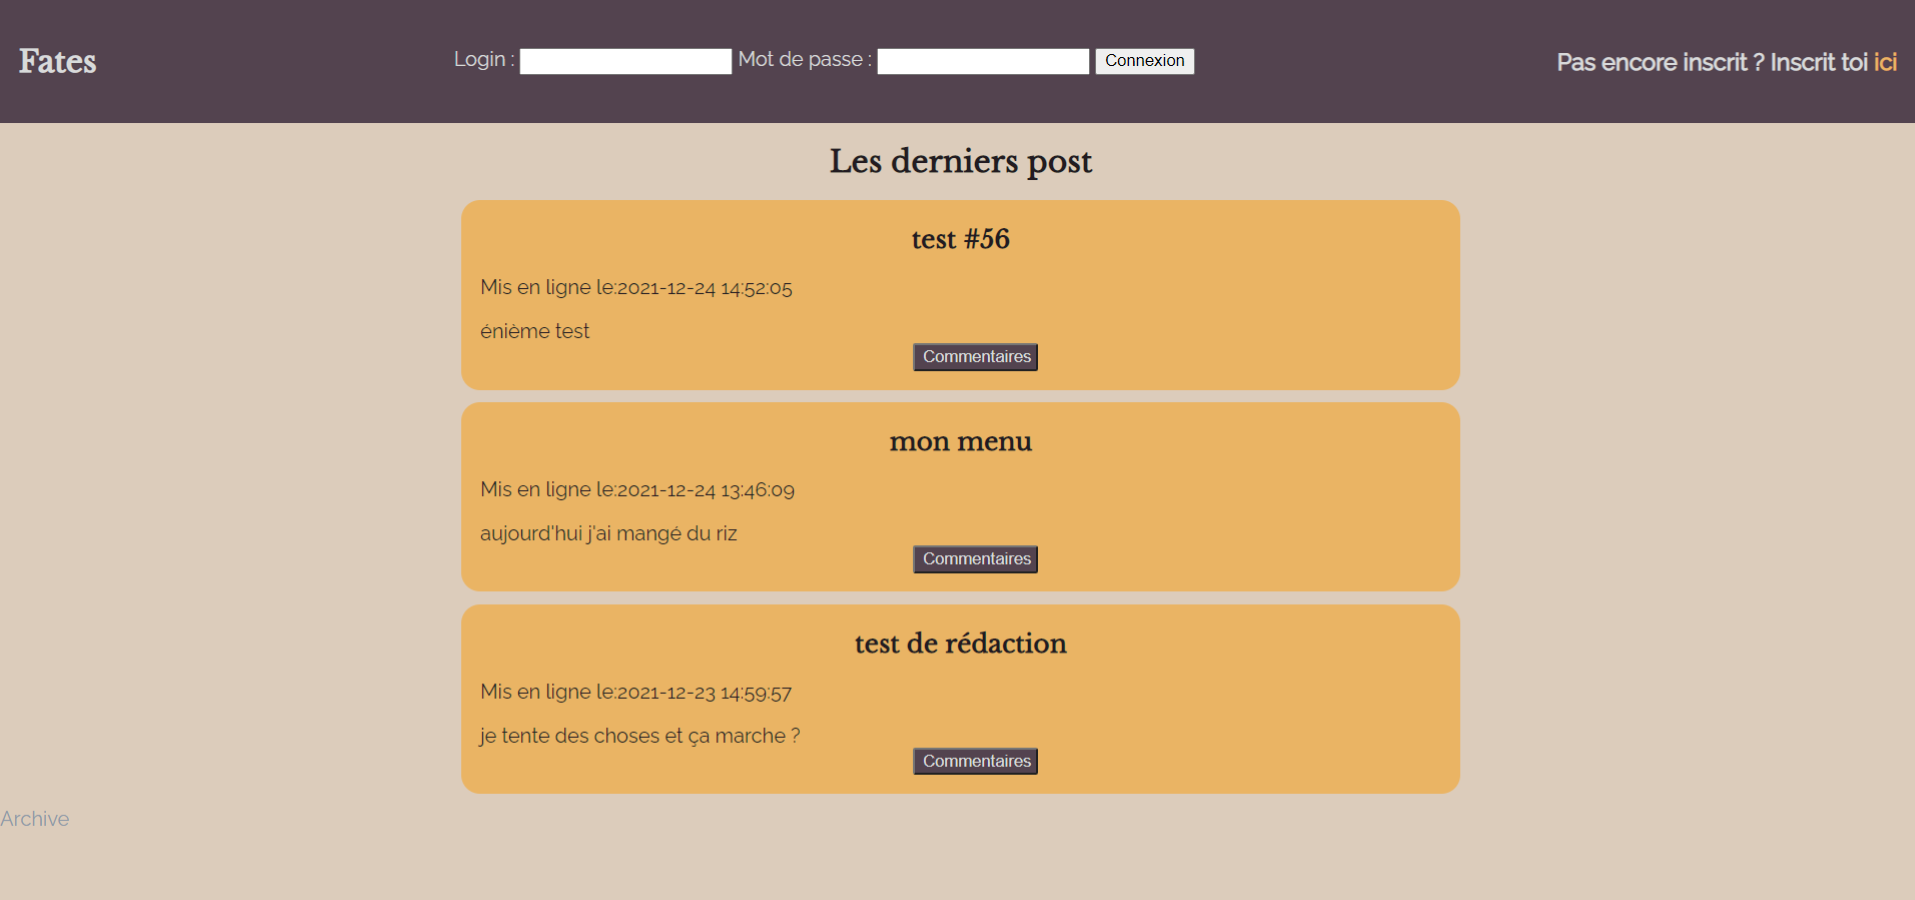 Fates
Login : Mot de passe : Connexion
Pas encore inscrit ? Inscrit toi ici
Les derniers post
test #56
Mis en ligne le:2021-12-24 14:52:05
énième test
Commentaires
mon menu
Mis en ligne le:2021-12-24 13:46:09
aujourd'hui j'ai mangé du riz
Commentaires
test de rédaction
Mis en ligne le:2021-12-23 14:59:57
je tente des choses et ça marche ?
Commentaires
Archive